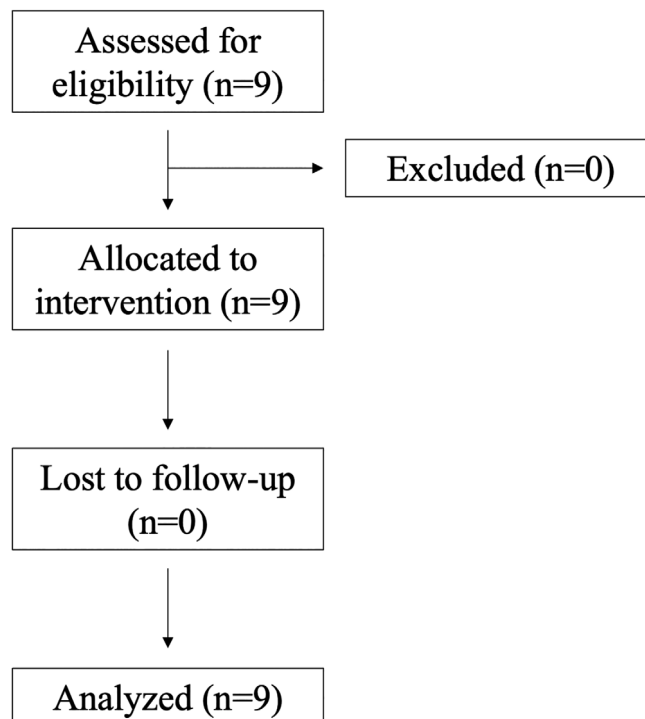 Assessed for
eligibility (n=9)
Excluded (n=0)
Allocated to
intervention (n=9)
Lost to follow-up
(n=0)
Analyzed (n=9)